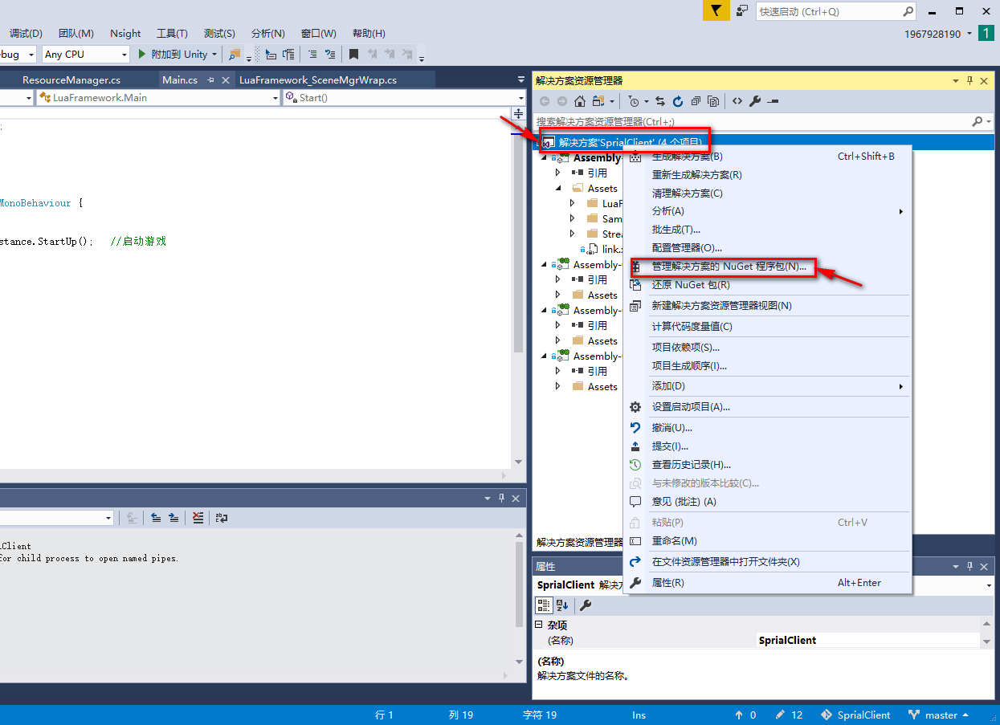 快速启动 (Ctrl+Q)
调试(D) 团队(M) Nsight 工具(T) 测试(S) 分析(N) 窗口(W) 帮助(H)
1967928190 1
bug Any CPU 附加到 Unity
ResourceManager.cs Main.cs LuaFramework_SceneMgrWrap.cs
LuaFramework.Main Start()
;
MonoBehaviour {
stance.StartUp(); //启动游戏
解决方案资源管理器
搜索解决方案资源管理器(Ctrl+;)
解决方案'SprialClient' (4 个项目)
Assembly-
引用
Assets
LuaF
Sam
Strea
link.x
Assembly-
引用
Assets
Assembly-
引用
Assets
Assembly-
引用
Assets
生成解决方案(B) Ctrl+Shift+B
重新生成解决方案(R)
清理解决方案(C)
分析(A)
批生成(T)...
配置管理器(O)...
管理解决方案的 NuGet 程序包(N)...
还原 NuGet 包(R)
新建解决方案资源管理器视图(N)
计算代码度量值(C)
项目依赖项(S)...
项目生成顺序(I)...
添加(D)
设置启动项目(A)...
撤消(U)...
提交(I)...
查看历史记录(H)...
与未修改的版本比较(C)...
意见 (批注) (A)
粘贴(P) Ctrl+V
重命名(M)
在文件资源管理器中打开文件夹(X)
属性(R) Alt+Enter
Client
for child process to open named pipes.
解决方案资源管理器
属性
SprialClient 解决方
杂项
(名称) SprialClient
(名称)
解决方案文件的名称。
行 1 列 19 字符 19 Ins 0 12 SprialClient master